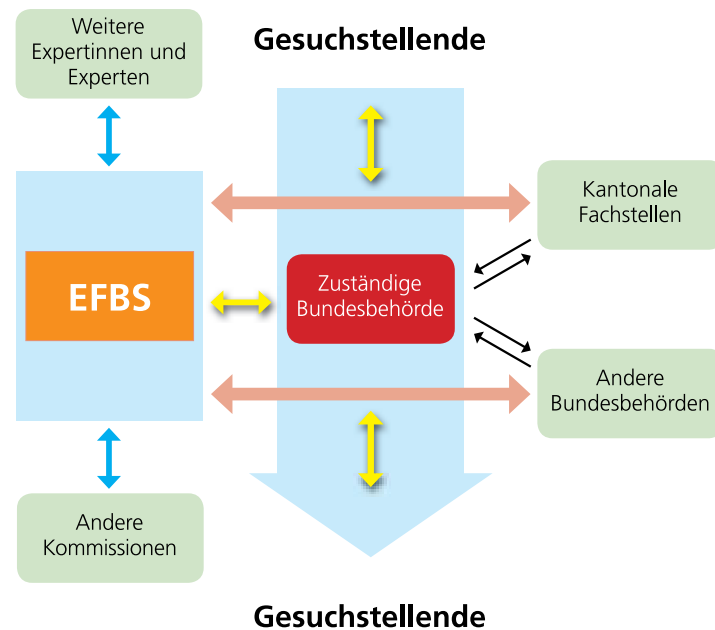 Weitere
Expertinnen und
Experten
Gesuchstellende
Kantonale
Fachstellen
EFBS
Zuständige
Bundesbehörde
Andere
Bundesbehörden
Andere
Kommissionen
Gesuchstellende